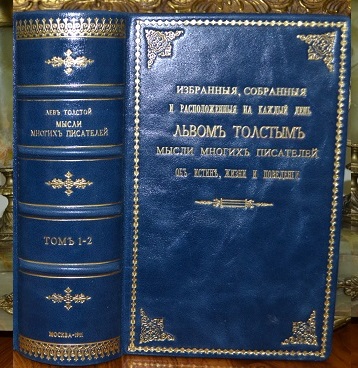 ЛЕВЪ ТОЛСТОЙ
МЫСЛИ
МНОГИХЪ ПИСАТЕЛЕЙ
ТОМЪ 1-2
ИЗБРАННЫЯ, СОБРАННЫЯ
И РАСПОЛОЖЕННЫЯ НА КАЖДЫЙ ДЕНЬ
ЛЬВОМЪ ТОЛСТЫМЪ
МЫСЛИ МНОГИХЪ ПИСАТЕЛЕЙ
ОБЪ ИСТИНѢ, ЖИЗНИ И ПОВЕДЕНІИ